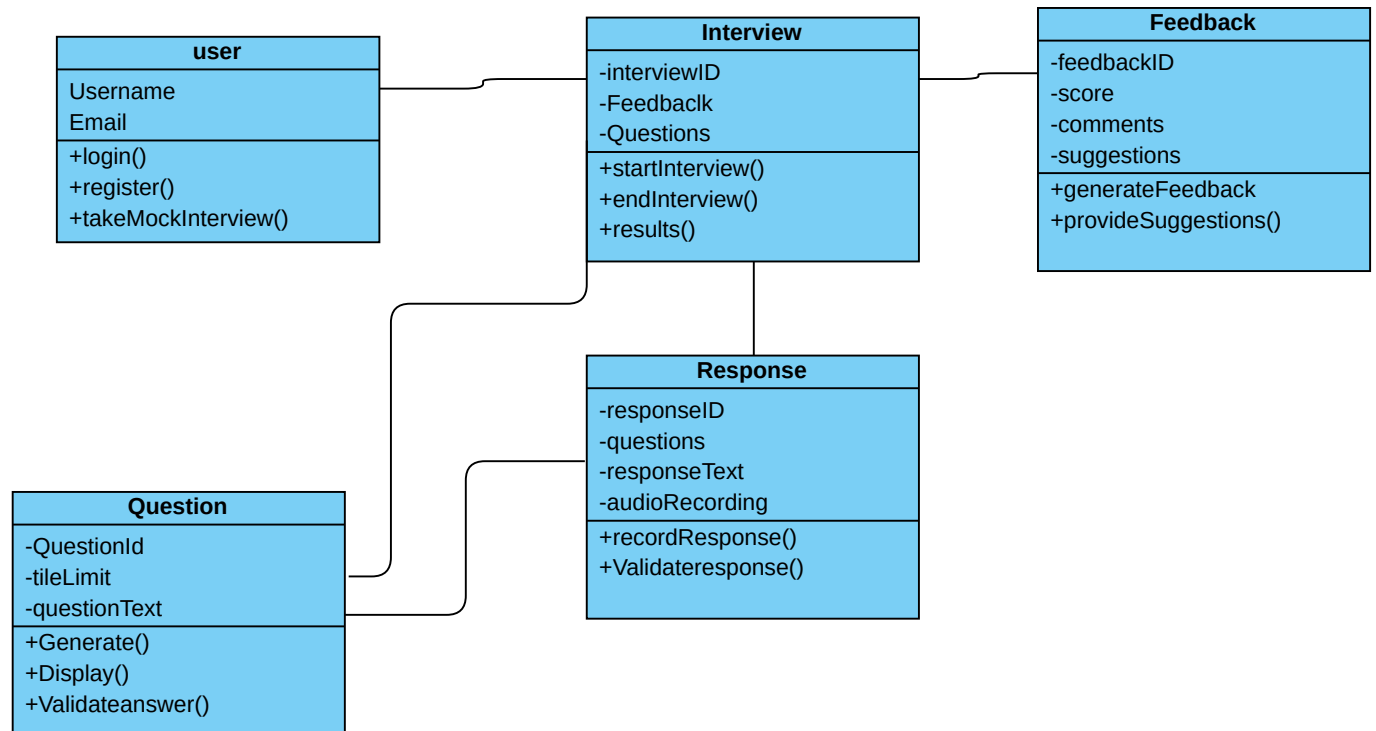 user
Username
Email
+login()
+register()
+takeMockInterview()
Interview
-interviewID
-Feedbaclk
-Questions
+startInterview()
+endInterview()
+results()
Feedback
-feedbackID
-score
-comments
-suggestions
+generateFeedback
+provideSuggestions()
Response
-responseID
-questions
-responseText
-audioRecording
+recordResponse()
+Validateresponse()
Question
-QuestionId
-tileLimit
-questionText
+Generate()
+Display()
+Validateanswer()